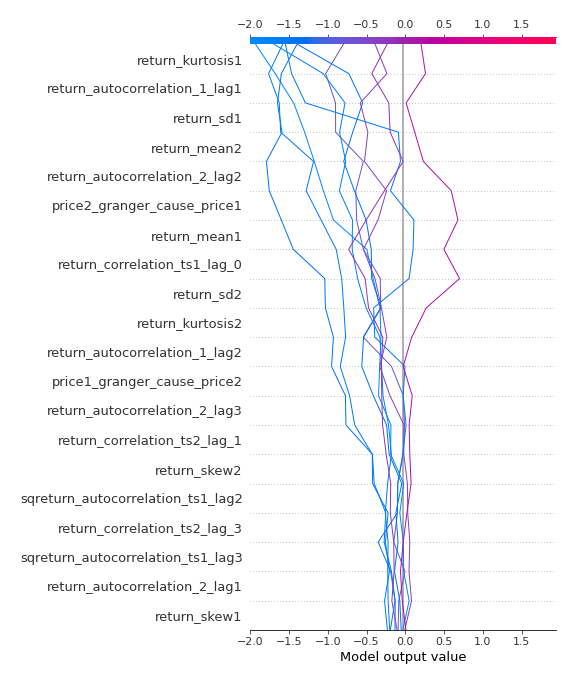 −2.0 −1.5 −1.0 −0.5 0.0 0.5 1.0 1.5
return_kurtosis1
return_autocorrelation_1_lag1
return_sd1
return_mean2
return_autocorrelation_2_lag2
price2_granger_cause_price1
return_mean1
return_correlation_ts1_lag_0
return_sd2
return_kurtosis2
return_autocorrelation_1_lag2
price1_granger_cause_price2
return_autocorrelation_2_lag3
return_correlation_ts2_lag_1
return_skew2
sqreturn_autocorrelation_ts1_lag2
return_correlation_ts2_lag_3
sqreturn_autocorrelation_ts1_lag3
return_autocorrelation_2_lag1
return_skew1
−2.0 −1.5 −1.0 −0.5 0.0 0.5 1.0 1.5
Model output value